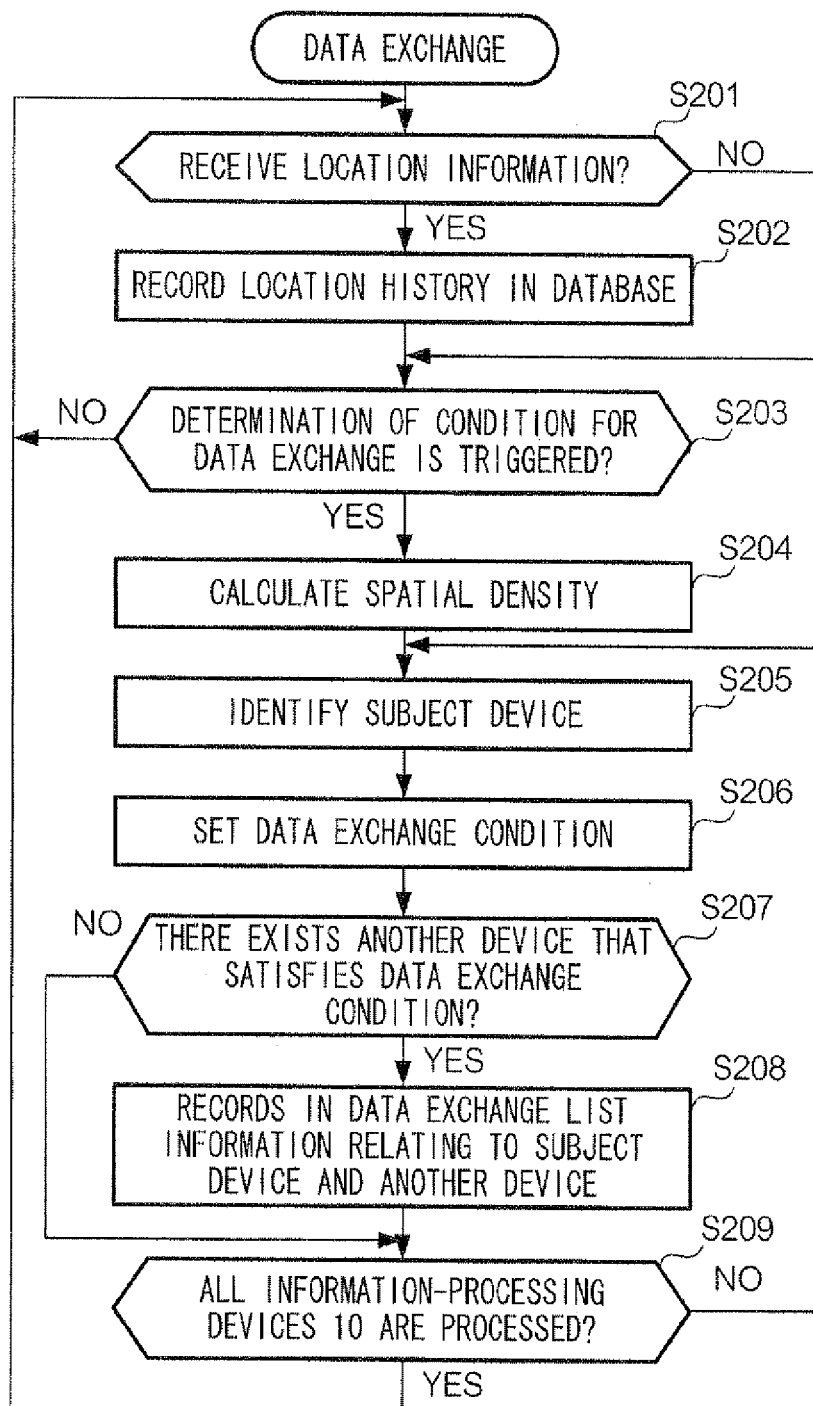 DATA EXCHANGE
S201
RECEIVE LOCATION INFORMATION?
NO
YES
S202
RECORD LOCATION HISTORY IN DATABASE
NO
DETERMINATION OF CONDITION FOR
DATA EXCHANGE IS TRIGGERED?
S203
YES
S204
CALCULATE SPATIAL DENSITY
S205
IDENTIFY SUBJECT DEVICE
S206
SET DATA EXCHANGE CONDITION
NO
S207
THERE EXISTS ANOTHER DEVICE THAT
SATISFIES DATA EXCHANGE
CONDITION?
YES
S208
RECORDS IN DATA EXCHANGE LIST
INFORMATION RELATING TO SUBJECT
DEVICE AND ANOTHER DEVICE
S209
ALL INFORMATION-PROCESSING
DEVICES 10 ARE PROCESSED?
NO
YES